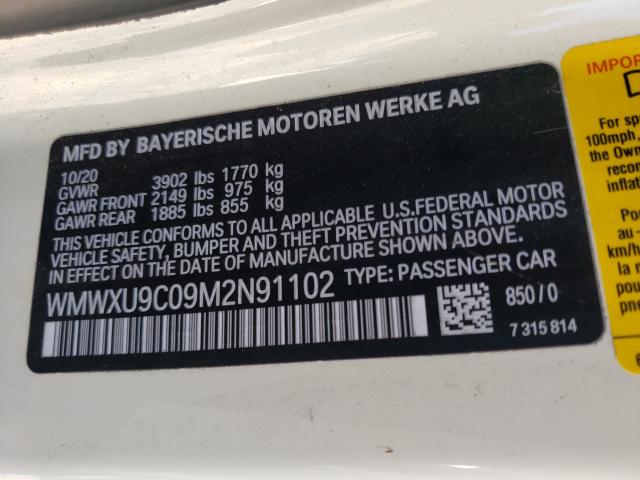 MFD BY BAYERISCHE MOTOREN WERKE AG
10/20
GVWR 3902 lbs 1770 kg
GAWR FRONT 2149 lbs 975 kg
GAWR REAR 1885 lbs 855 kg
THIS VEHICLE CONFORMS TO ALL APPLICABLE U.S.FEDERAL MOTOR
VEHICLE SAFETY, BUMPER AND THEFT PREVENTION STANDARDS
IN EFFECT ON THE DATE OF MANUFACTURE SHOWN ABOVE.
WMWXU9C09M2N91102 TYPE: PASSENGER CAR
850/0
7 315 814
IMPOR
For sp
100mph,
the Own
recon
inflat
Pou
au-
km/h
la
pou
pne